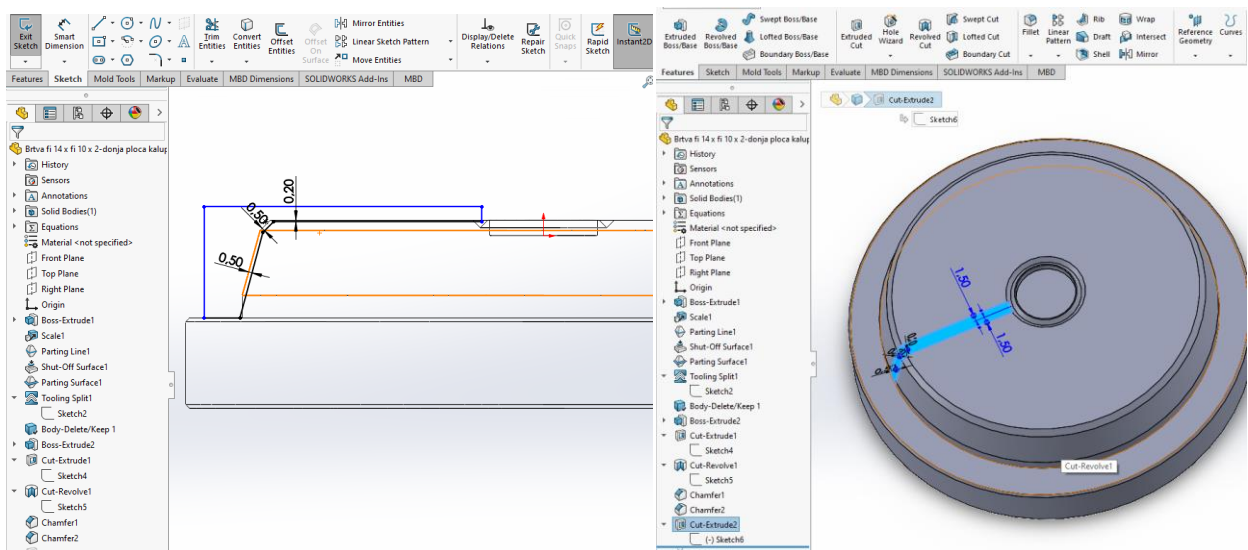 Exit Sketch
Smart Dimension
Trim Entities
Convert Entities
Offset Entities
Offset On Surface
Mirror Entities
Linear Sketch Pattern
Move Entities
Display/Delete Relations
Repair Sketch
Quick Snaps
Rapid Sketch
Instant2D
Features
Sketch
Mold Tools
Markup
Evaluate
MBD Dimensions
SOLIDWORKS Add-Ins
MBD
Brtva fi 14 x fi 10 x 2-donja ploca kalup
History
Sensors
Annotations
Solid Bodies(1)
Equations
Material <not specified>
Front Plane
Top Plane
Right Plane
Origin
Boss-Extrude1
Scale1
Parting Line1
Shut-Off Surface1
Parting Surface1
Tooling Split1
Sketch2
Body-Delete/Keep 1
Boss-Extrude2
Cut-Extrude1
Sketch4
Cut-Revolve1
Sketch5
Chamfer1
Chamfer2
0,20
0,50
0,50
Extruded Boss/Base
Revolved Boss/Base
Swept Boss/Base
Lofted Boss/Base
Boundary Boss/Base
Extruded Cut
Hole Wizard
Revolved Cut
Swept Cut
Lofted Cut
Boundary Cut
Fillet
Linear Pattern
Rib
Draft
Shell
Wrap
Intersect
Mirror
Reference Geometry
Curves
Features
Sketch
Mold Tools
Markup
Evaluate
MBD Dimensions
SOLIDWORKS Add-Ins
MBD
Brtva fi 14 x fi 10 x 2-donja ploca kalup
History
Sensors
Annotations
Solid Bodies(1)
Equations
Material <not specified>
Front Plane
Top Plane
Right Plane
Origin
Boss-Extrude1
Scale1
Parting Line1
Shut-Off Surface1
Parting Surface1
Tooling Split1
Sketch2
Body-Delete/Keep 1
Boss-Extrude2
Cut-Extrude1
Sketch4
Cut-Revolve1
Sketch5
Chamfer1
Chamfer2
Cut-Extrude2
(-) Sketch6
Cut-Extrude2
Sketch6
1,50
1,50
Cut-Revolve1